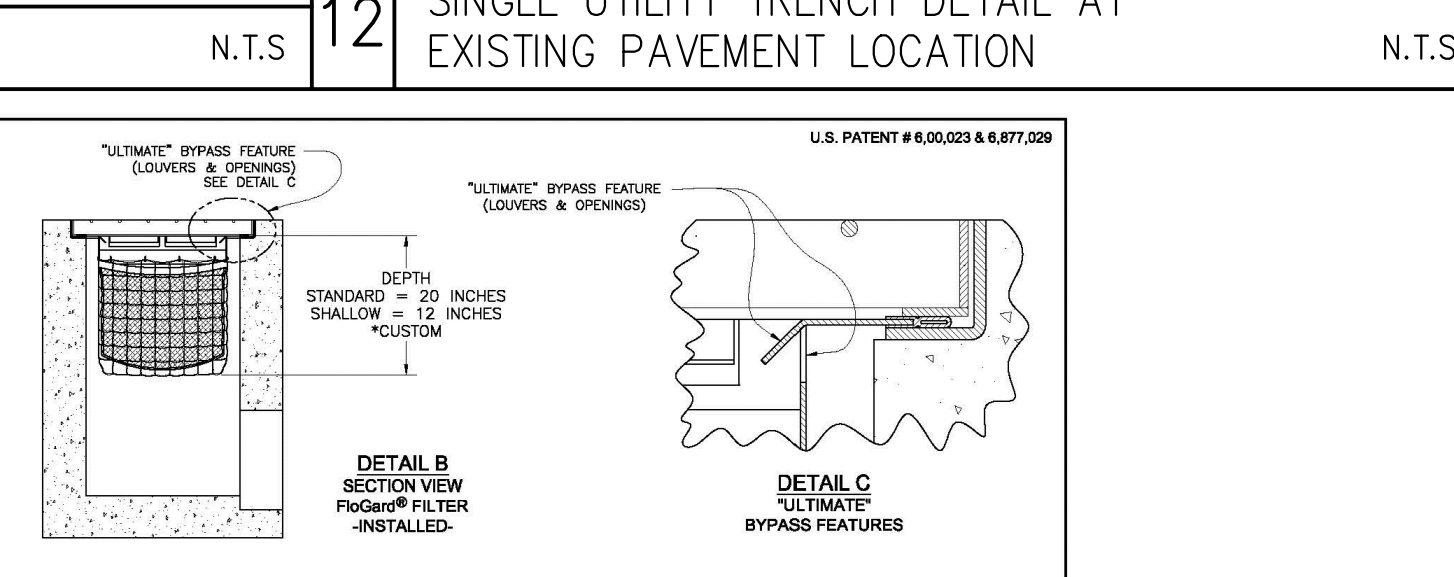 SINGLE UTILITY TRENCH DETAIL AT
N.T.S
12
EXISTING PAVEMENT LOCATION
N.T.S
U.S. PATENT # 6,00,023 & 6,877,029
"ULTIMATE" BYPASS FEATURE
(LOUVERS & OPENINGS)
SEE DETAIL C
"ULTIMATE" BYPASS FEATURE
(LOUVERS & OPENINGS)
DEPTH
STANDARD = 20 INCHES
SHALLOW = 12 INCHES
*CUSTOM
DETAIL B
SECTION VIEW
FloGard® FILTER
-INSTALLED-
DETAIL C
"ULTIMATE"
BYPASS FEATURES